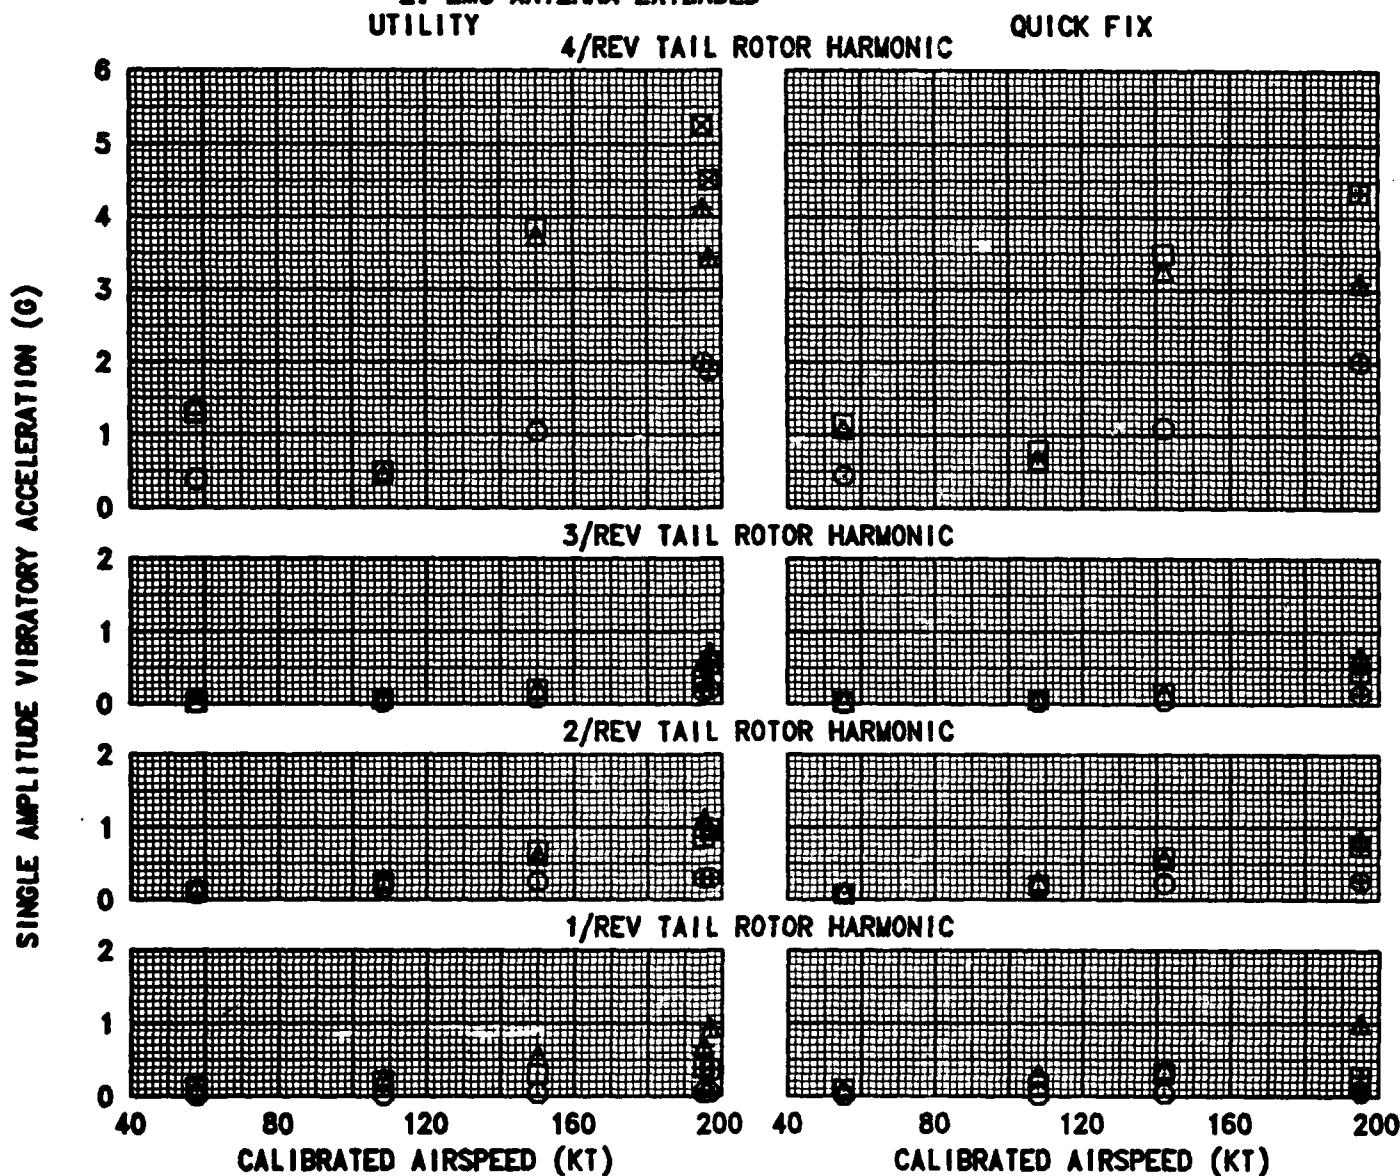 UTILITY QUICK FIX
4/REV TAIL ROTOR HARMONIC
6
5
4
3
2
1
0
3/REV TAIL ROTOR HARMONIC
2
1
0
2/REV TAIL ROTOR HARMONIC
2
1
0
1/REV TAIL ROTOR HARMONIC
2
1
0
40 80 120 160 200 40 80 120 160 200
CALIBRATED AIRSPEED (KT) CALIBRATED AIRSPEED (KT)
SINGLE AMPLITUDE VIBRATORY ACCELERATION (G)